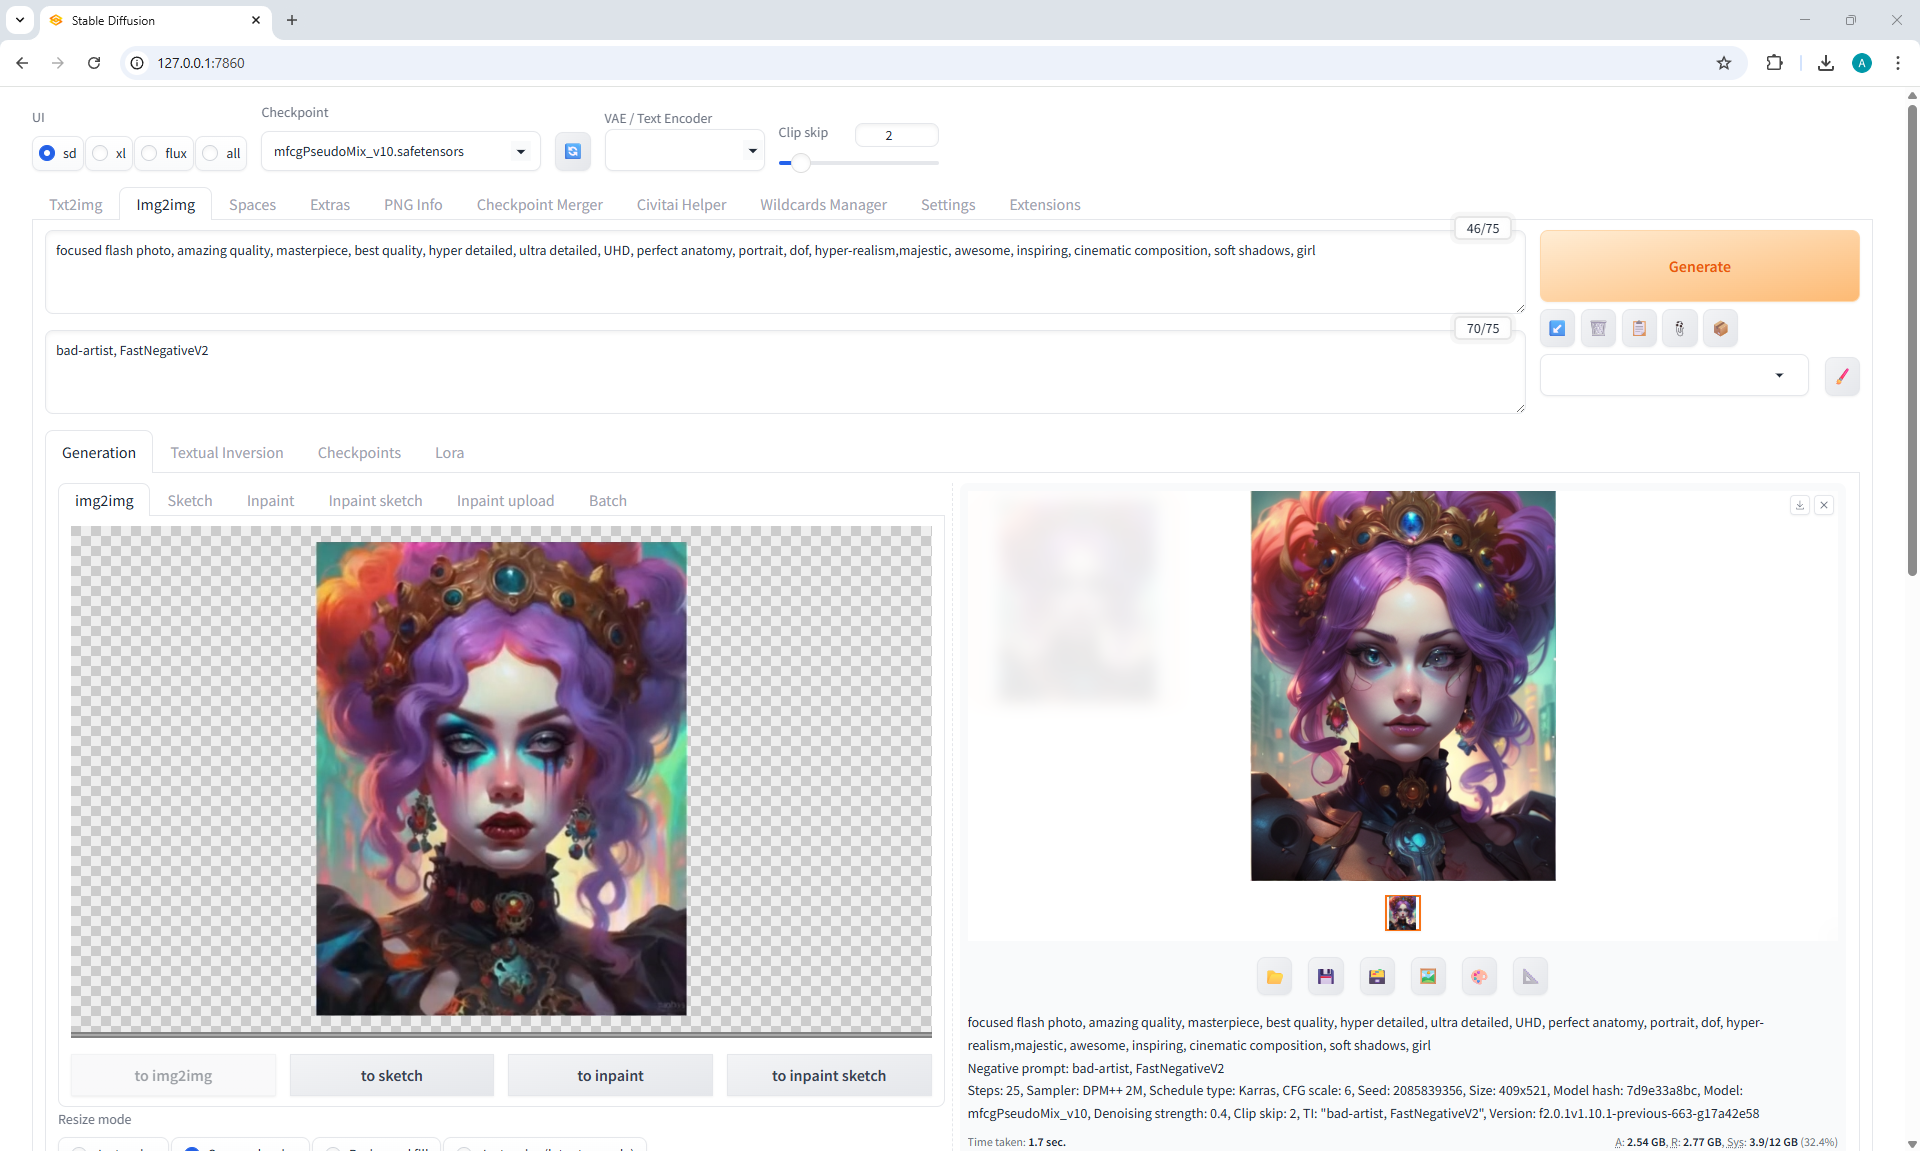 Stable Diffusion
127.0.0.1:7860
UI
Checkpoint
VAE / Text Encoder
Clip skip
2
sd
xl
flux
all
mfcgPseudoMix_v10.safetensors
Txt2img
Img2img
Spaces
Extras
PNG Info
Checkpoint Merger
Civitai Helper
Wildcards Manager
Settings
Extensions
46/75
focused flash photo, amazing quality, masterpiece, best quality, hyper detailed, ultra detailed, UHD, perfect anatomy, portrait, dof, hyper-realism,majestic, awesome, inspiring, cinematic composition, soft shadows, girl
Generate
70/75
bad-artist, FastNegativeV2
Generation
Textual Inversion
Checkpoints
Lora
img2img
Sketch
Inpaint
Inpaint sketch
Inpaint upload
Batch
to img2img
to sketch
to inpaint
to inpaint sketch
Resize mode
focused flash photo, amazing quality, masterpiece, best quality, hyper detailed, ultra detailed, UHD, perfect anatomy, portrait, dof, hyper-
realism,majestic, awesome, inspiring, cinematic composition, soft shadows, girl
Negative prompt: bad-artist, FastNegativeV2
Steps: 25, Sampler: DPM++ 2M, Schedule type: Karras, CFG scale: 6, Seed: 2085839356, Size: 409x521, Model hash: 7d9e33a8bc, Model:
mfcgPseudoMix_v10, Denoising strength: 0.4, Clip skip: 2, TI: "bad-artist, FastNegativeV2", Version: f2.0.1v1.10.1-previous-663-g17a42e58
Time taken: 1.7 sec.
A: 2.54 GB, R: 2.77 GB, Sys: 3.9/12 GB (32.4%)
A